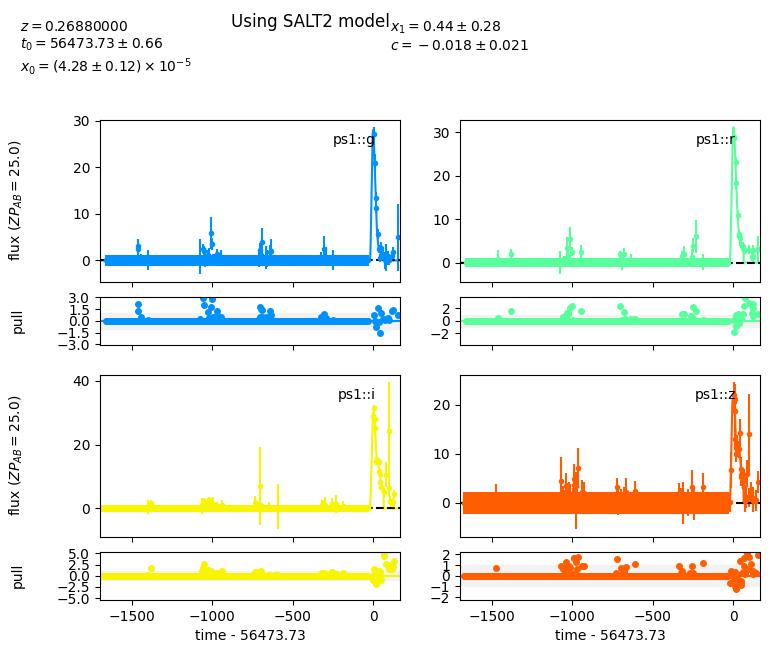 Using SALT2 model
z = 0.26880000
t0 = 56473.73 ± 0.66
x0 = (4.28 ± 0.12) × 10^−5
x1 = 0.44 ± 0.28
c = −0.018 ± 0.021
flux (ZP_AB = 25.0)
30
20
10
0
ps1::g
30
20
10
0
ps1::r
pull
3.0
1.5
0.0
−1.5
−3.0
2
0
−2
flux (ZP_AB = 25.0)
40
20
0
ps1::i
20
10
0
ps1::z
pull
5.0
2.5
0.0
−2.5
−5.0
2
1
0
−1
−2
−1500 −1000 −500 0
−1500 −1000 −500 0
time - 56473.73
time - 56473.73